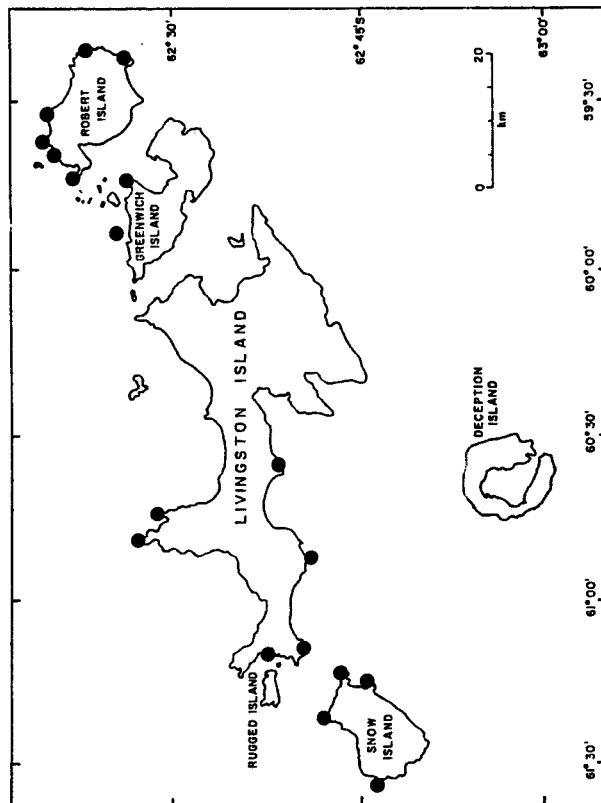 62° 30'
62° 45'S
63° 00'
59° 30'
60° 00'
60° 30'
61° 00'
61° 30'
20
km
0
ROBERT
ISLAND
GREENWICH
ISLAND
LIVINGSTON ISLAND
DECEPTION
ISLAND
RUGGED ISLAND
SNOW
ISLAND